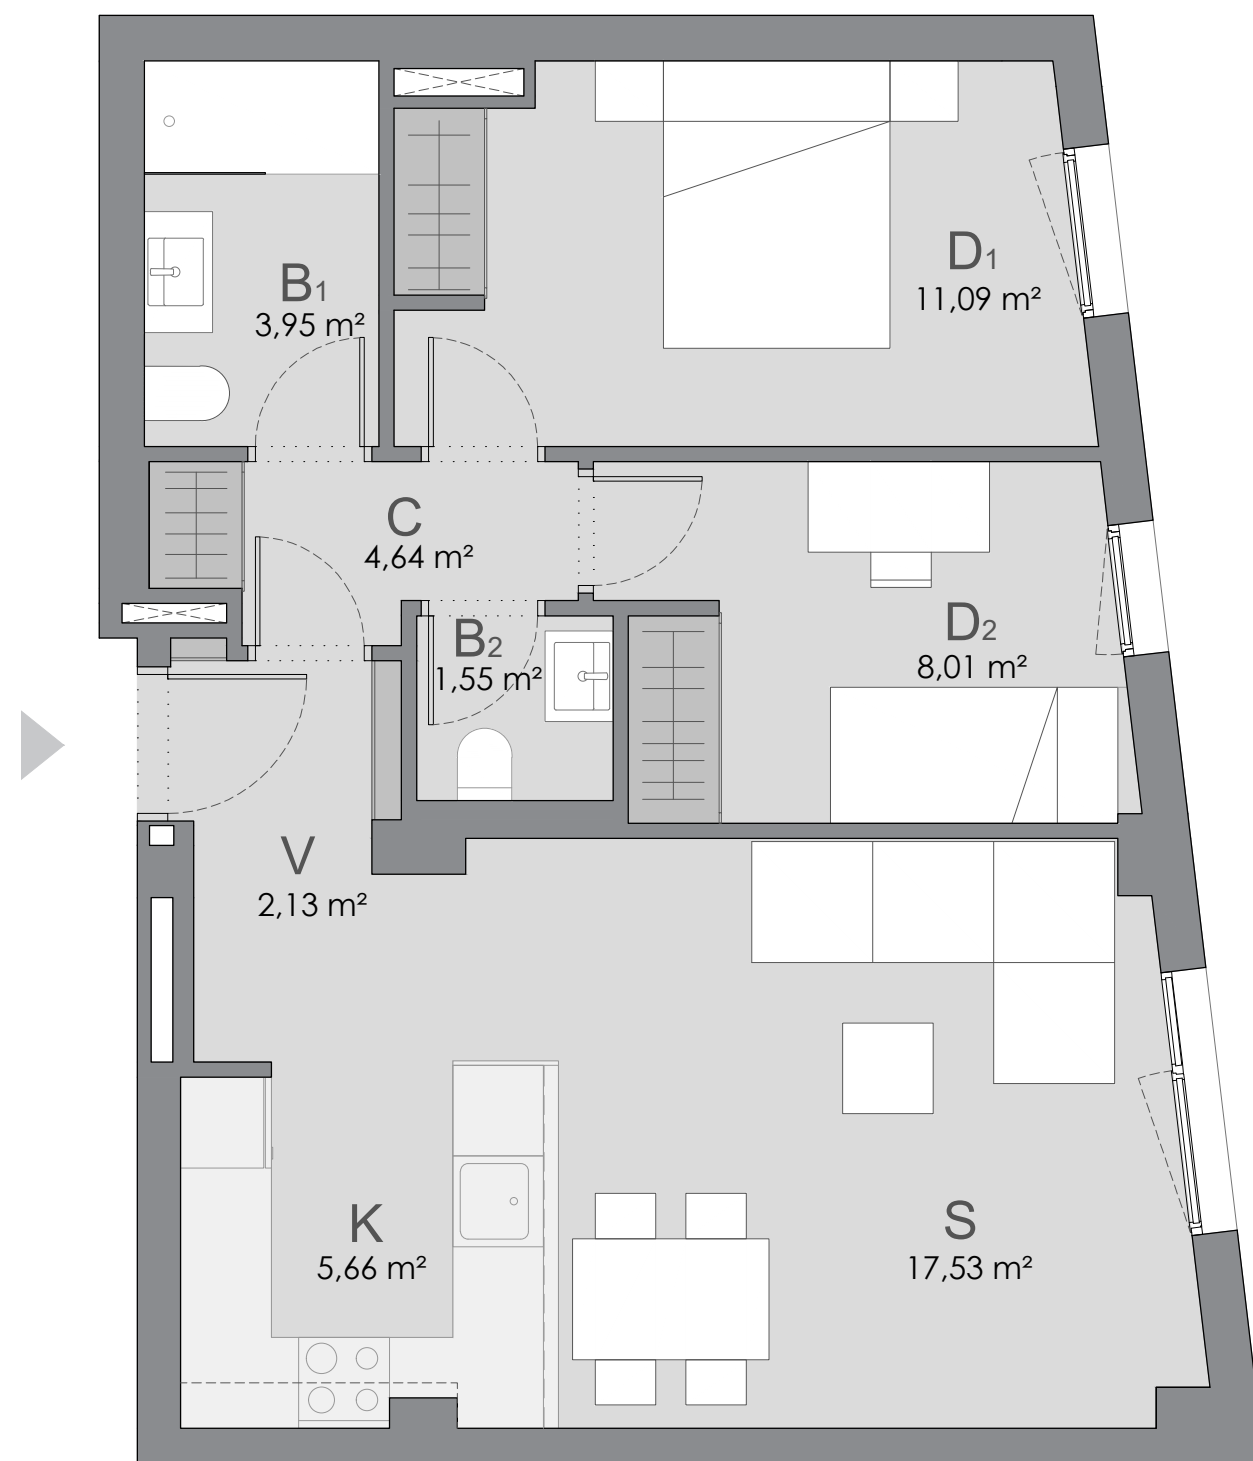 D1
11,09 m²
B1
3,95 m²
C
4,64 m²
D2
8,01 m²
B2
1,55 m²
V
2,13 m²
K
5,66 m²
S
17,53 m²